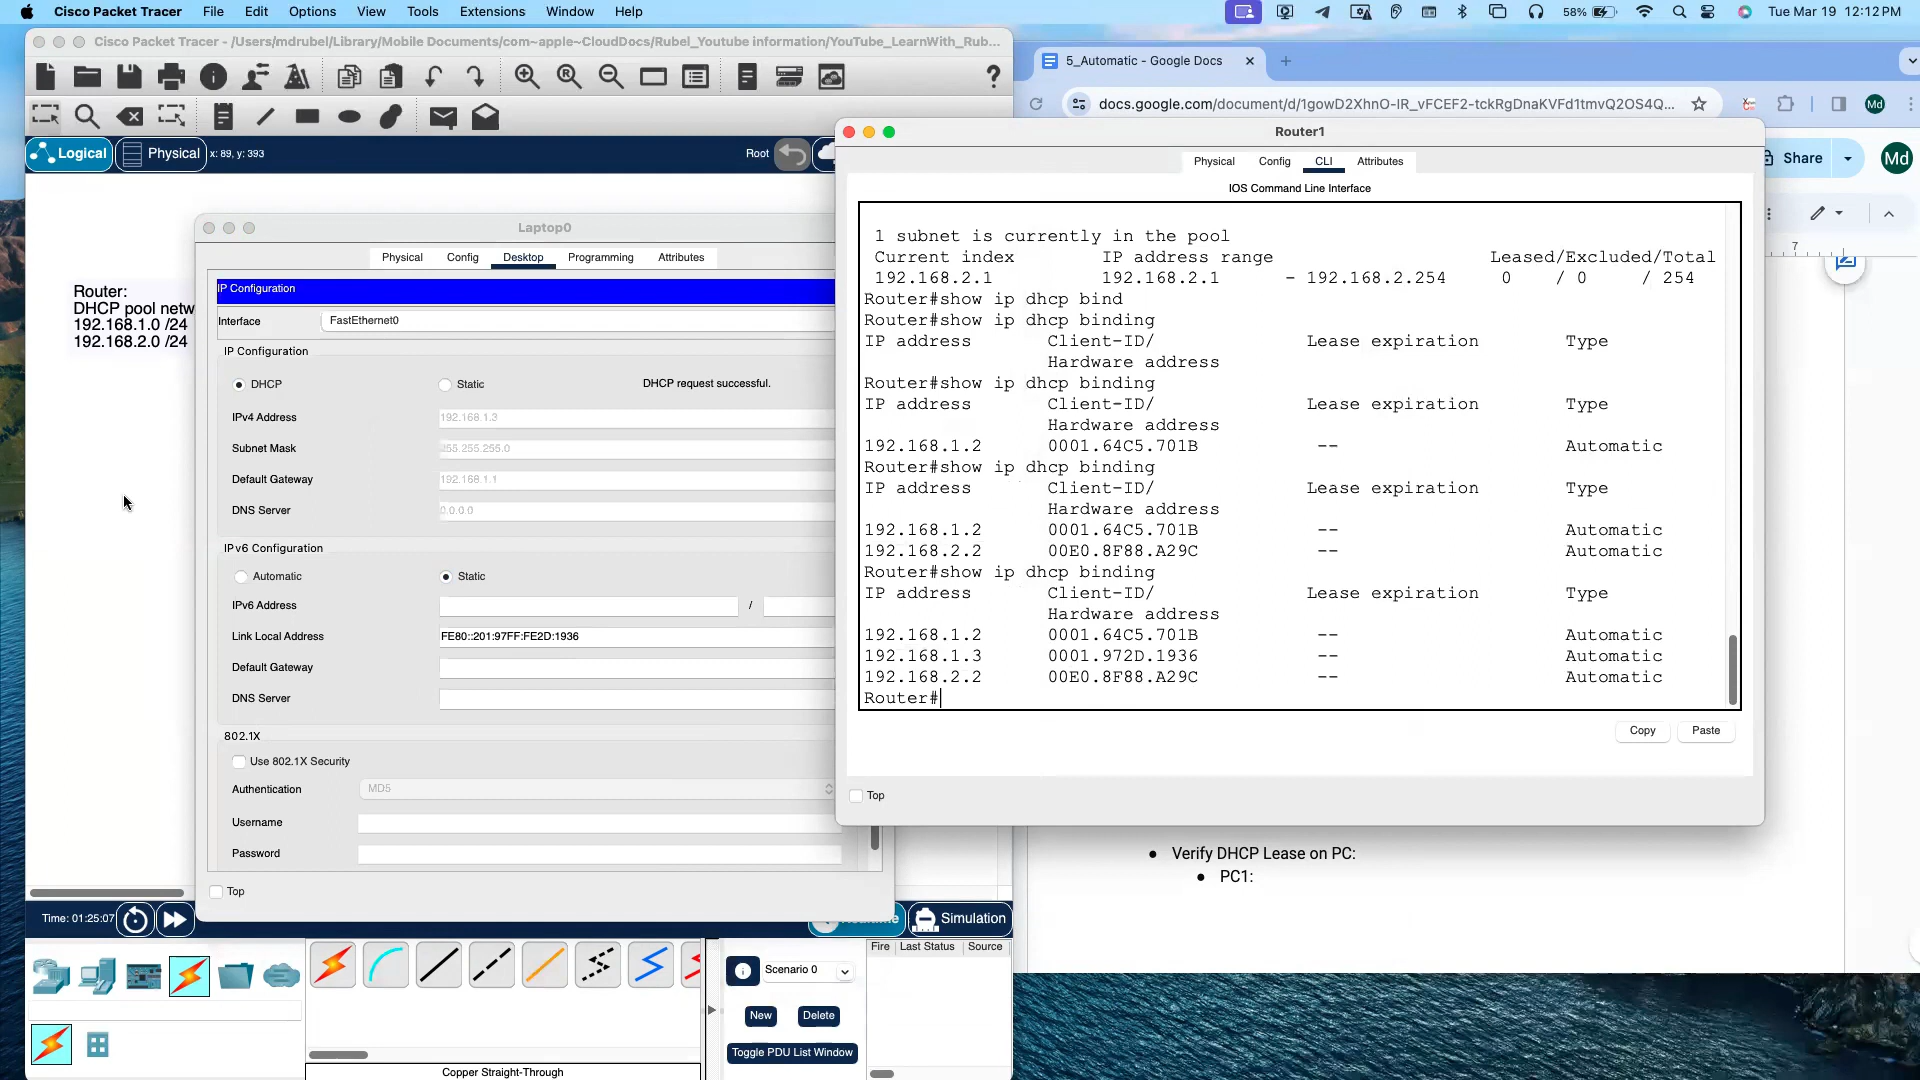 Cisco Packet Tracer File Edit Options View Tools Extensions Window Help 58% Tue Mar 19 12:12 PM
Cisco Packet Tracer - /Users/mdrubel/Library/Mobile Documents/com~apple~CloudDocs/Rubel_Youtube information/YouTube_LearnWith_Rub...
5_Automatic - Google Docs
docs.google.com/document/d/1gowD2XhnO-IR_vFCEF2-tckRgDnaKVFd1tmvQ2OS4Q...
Md
Logical Physical x: 89, y: 393 Root
Share Md
7
Router:
DHCP pool netw
192.168.1.0 /24
192.168.2.0 /24
Laptop0
Physical Config Desktop Programming Attributes
IP Configuration
Interface FastEthernet0
IP Configuration
DHCP Static DHCP request successful.
IPv4 Address 192.168.1.3
Subnet Mask 255.255.255.0
Default Gateway 192.168.1.1
DNS Server 0.0.0.0
IPv6 Configuration
Automatic Static
IPv6 Address /
Link Local Address FE80::201:97FF:FE2D:1936
Default Gateway
DNS Server
802.1X
Use 802.1X Security
Authentication MD5
Username
Password
Top
Router1
Physical Config CLI Attributes
IOS Command Line Interface
1 subnet is currently in the pool
Current index IP address range Leased/Excluded/Total
192.168.2.1 192.168.2.1 - 192.168.2.254 0 / 0 / 254
Router#show ip dhcp bind
Router#show ip dhcp binding
IP address Client-ID/ Lease expiration Type
Hardware address
Router#show ip dhcp binding
IP address Client-ID/ Lease expiration Type
Hardware address
192.168.1.2 0001.64C5.701B -- Automatic
Router#show ip dhcp binding
IP address Client-ID/ Lease expiration Type
Hardware address
192.168.1.2 0001.64C5.701B -- Automatic
192.168.2.2 00E0.8F88.A29C -- Automatic
Router#show ip dhcp binding
IP address Client-ID/ Lease expiration Type
Hardware address
192.168.1.2 0001.64C5.701B -- Automatic
192.168.1.3 0001.972D.1936 -- Automatic
192.168.2.2 00E0.8F88.A29C -- Automatic
Router#
Copy Paste
Top
● Verify DHCP Lease on PC:
● PC1:
Time: 01:25:07 Simulation
Fire Last Status Source
Scenario 0
New Delete
Toggle PDU List Window
Copper Straight-Through